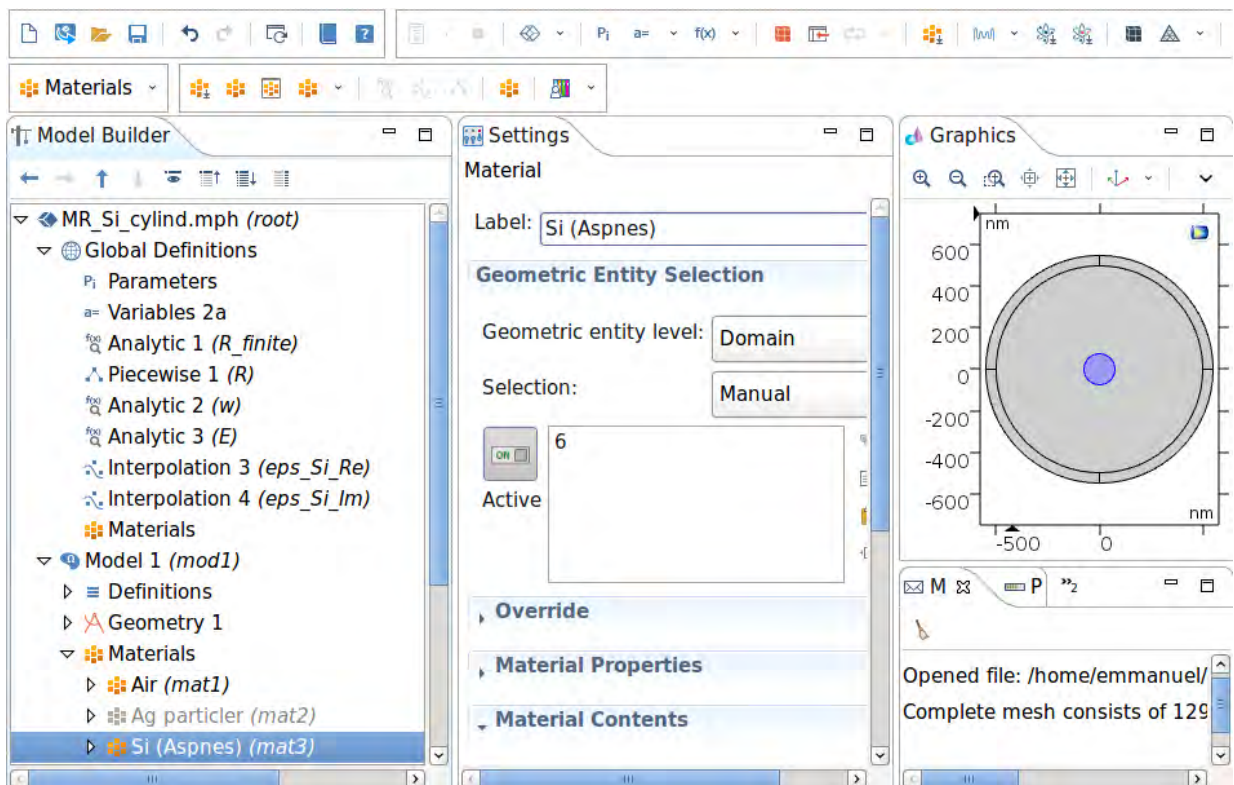 Pi a= f(x)
Materials
Model Builder
MR_Si_cylind.mph (root)
Global Definitions
Pi Parameters
a= Variables 2a
f(x) Analytic 1 (R_finite)
Piecewise 1 (R)
f(x) Analytic 2 (w)
f(x) Analytic 3 (E)
Interpolation 3 (eps_Si_Re)
Interpolation 4 (eps_Si_Im)
Materials
Model 1 (mod1)
Definitions
Geometry 1
Materials
Air (mat1)
Ag particler (mat2)
Si (Aspnes) (mat3)
Settings
Material
Label: Si (Aspnes)
Geometric Entity Selection
Geometric entity level: Domain
Selection: Manual
ON
6
Active
Override
Material Properties
Material Contents
Graphics
nm
600
400
200
0
-200
-400
-600
nm
-500 0
M P »2
Opened file: /home/emmanuel/
Complete mesh consists of 129